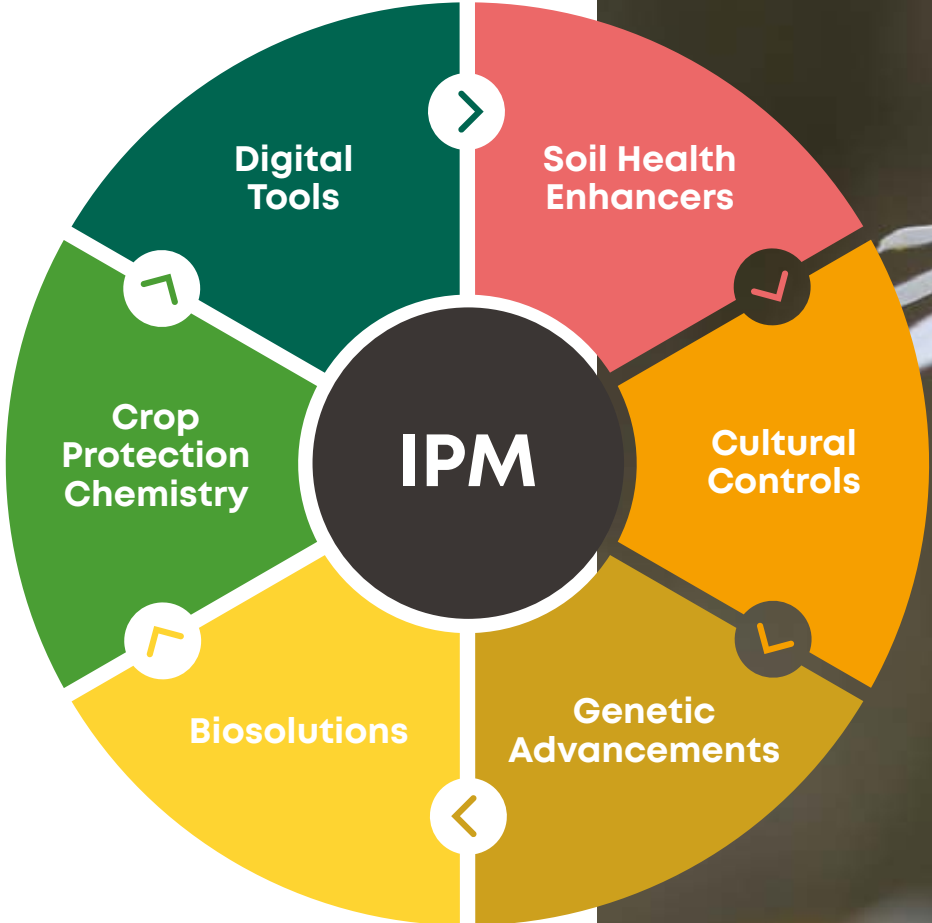 Digital
Tools
Soil Health
Enhancers
Crop
Protection
Chemistry
IPM
Cultural
Controls
Biosolutions
Genetic
Advancements